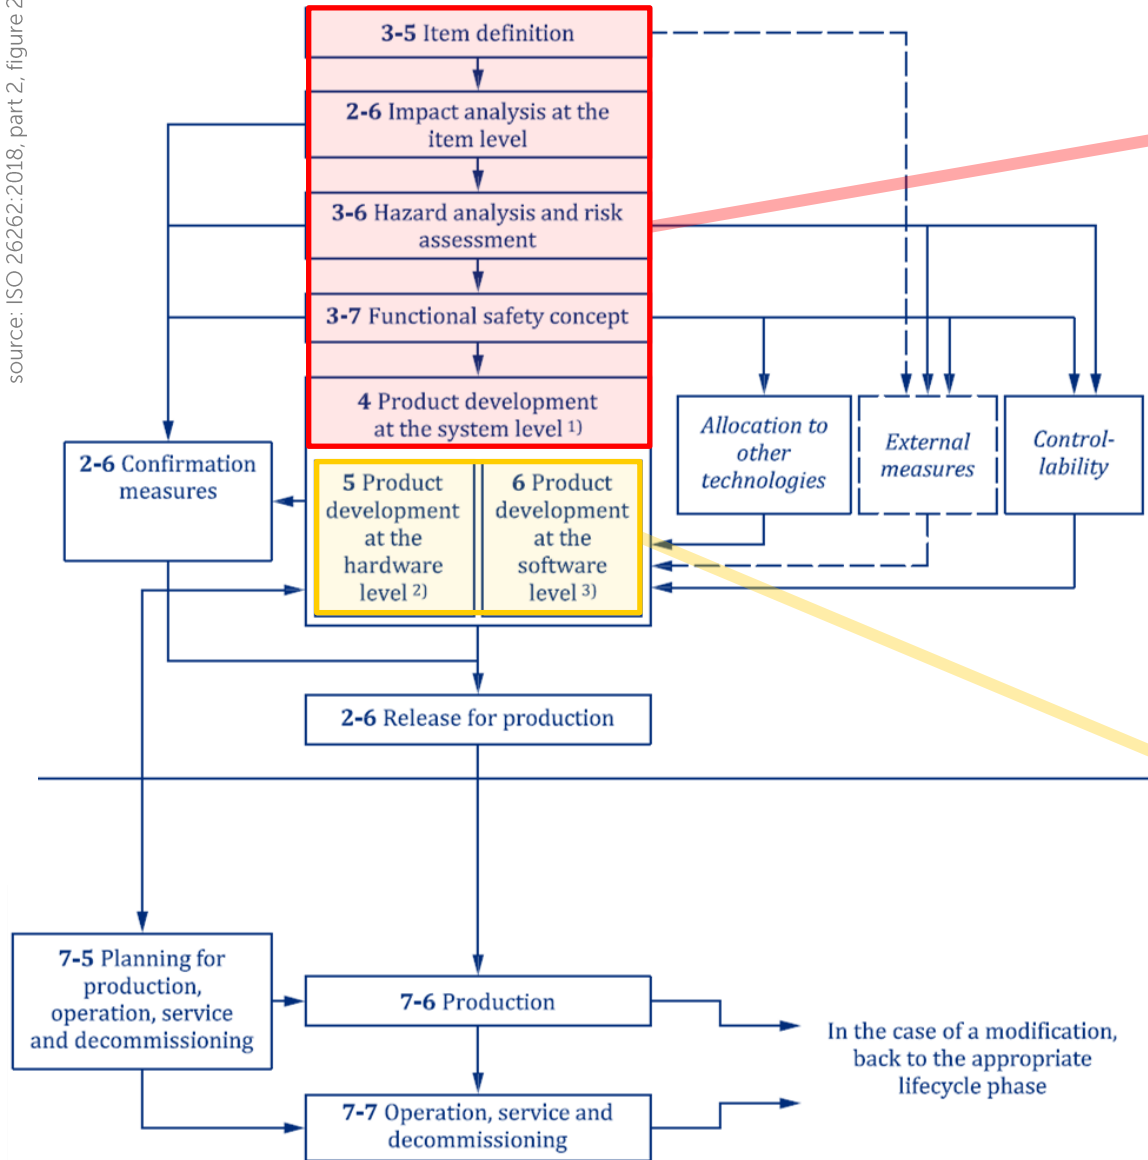 source: ISO 26262:2018, part 2, figure 2
3-5 Item definition
2-6 Impact analysis at the
item level
3-6 Hazard analysis and risk
assessment
3-7 Functional safety concept
4 Product development
at the system level 1)
Allocation to
other
technologies
External
measures
Control-
lability
2-6 Confirmation
measures
5 Product
development
at the
hardware
level 2)
6 Product
development
at the
software
level 3)
2-6 Release for production
7-5 Planning for
production,
operation, service
and decommissioning
7-6 Production
In the case of a modification,
back to the appropriate
lifecycle phase
7-7 Operation, service and
decommissioning